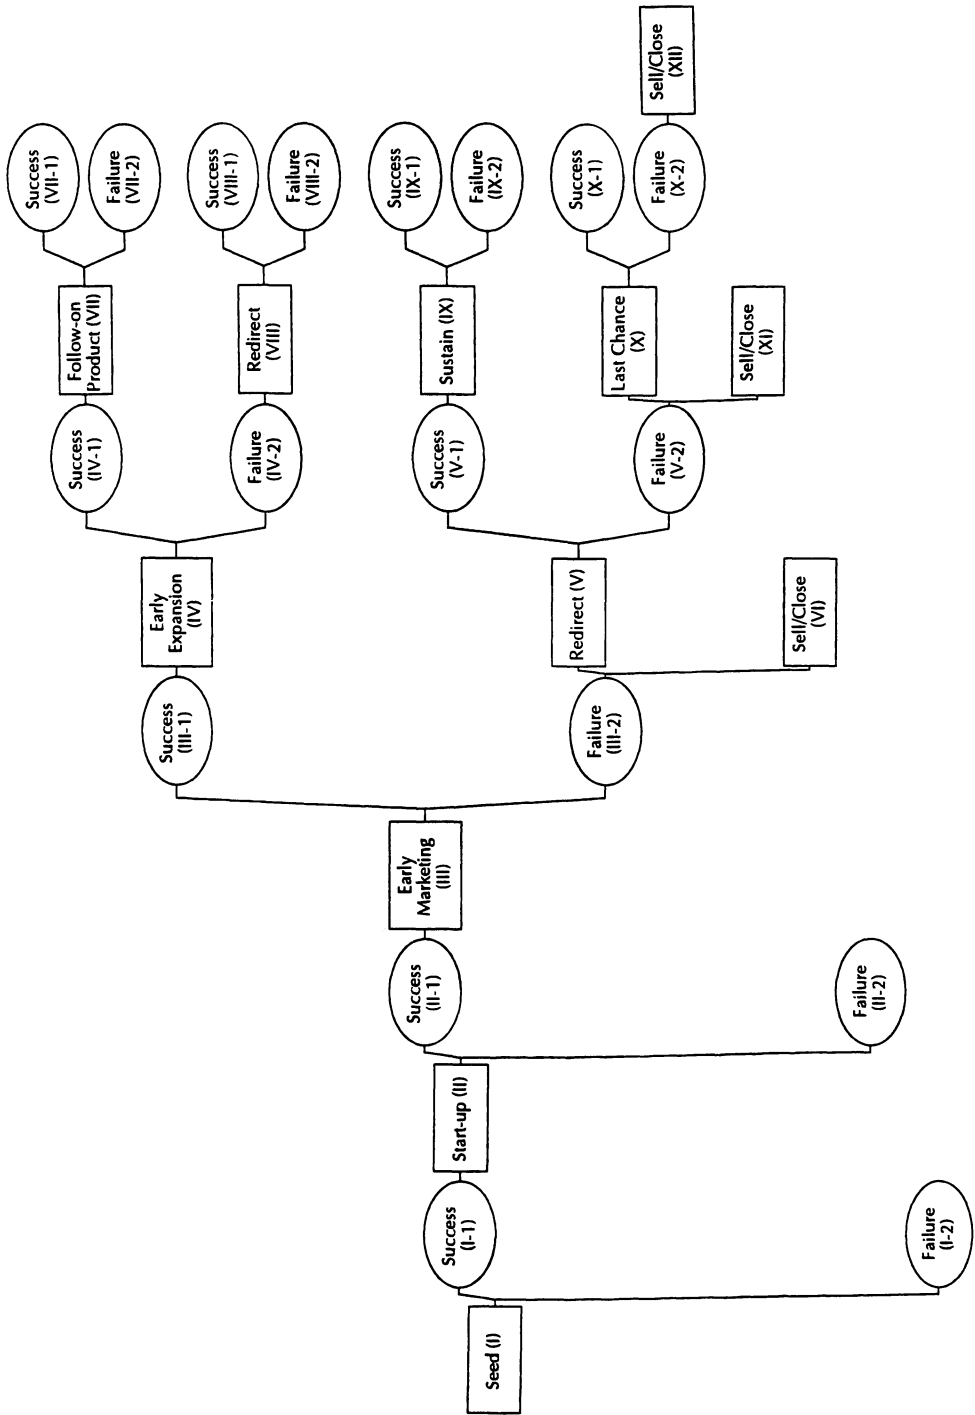 Seed (I)
Success
(I-1)
Failure
(I-2)
Start-up (II)
Success
(II-1)
Failure
(II-2)
Early
Marketing
(III)
Success
(III-1)
Failure
(III-2)
Early
Expansion
(IV)
Redirect (V)
Sell/Close
(VI)
Success
(IV-1)
Failure
(IV-2)
Success
(V-1)
Failure
(V-2)
Follow-on
Product (VII)
Redirect
(VIII)
Sustain (IX)
Last Chance
(X)
Sell/Close
(XI)
Success
(VII-1)
Failure
(VII-2)
Success
(VIII-1)
Failure
(VIII-2)
Success
(IX-1)
Failure
(IX-2)
Success
(X-1)
Failure
(X-2)
Sell/Close
(XII)